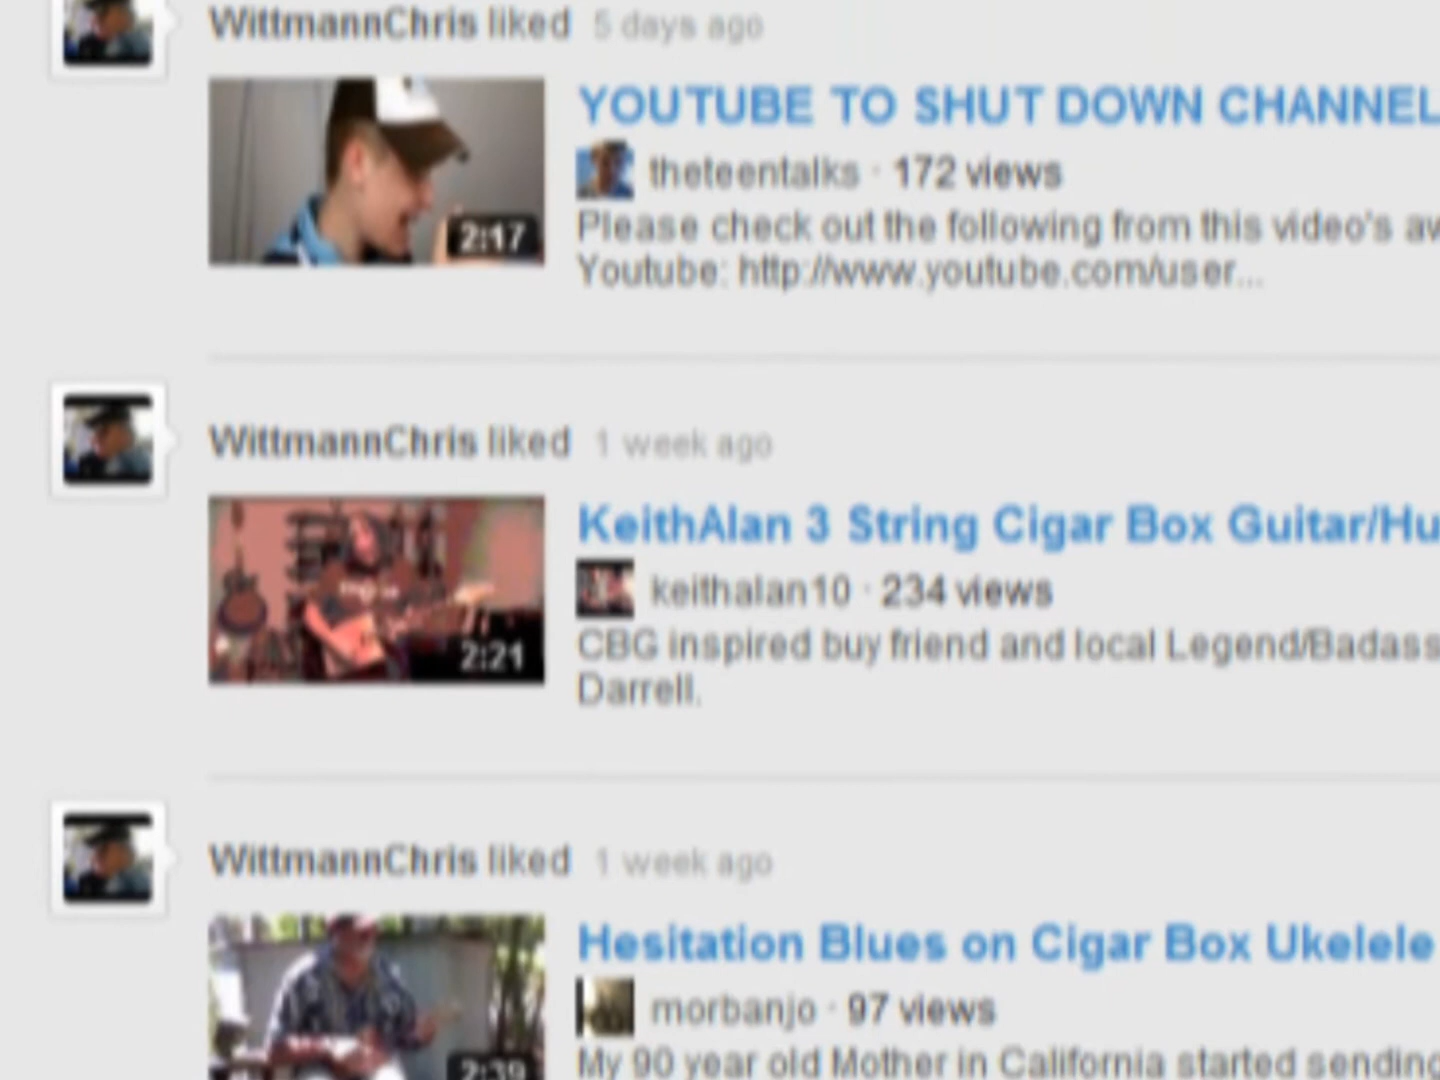 WittmannChris liked 5 days ago
YOUTUBE TO SHUT DOWN CHANNEL
theteentalks · 172 views
2:17
Please check out the following from this video's aw
Youtube: http://www.youtube.com/user...
WittmannChris liked 1 week ago
KeithAlan 3 String Cigar Box Guitar/Hu
keithalan10 · 234 views
2:21
CBG inspired buy friend and local Legend/Badass
Darrell.
WittmannChris liked 1 week ago
Hesitation Blues on Cigar Box Ukelele
morbanjo · 97 views
2:39
My 90 year old Mother in California started sending